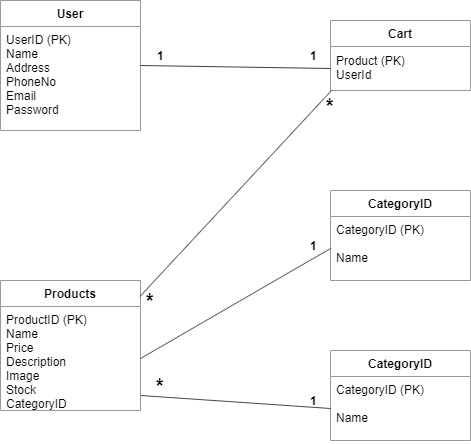 User
UserID (PK)
Name
Address
PhoneNo
Email
Password
1
1
Cart
Product (PK)
UserId
*
CategoryID
CategoryID (PK)
Name
1
Products
ProductID (PK)
Name
Price
Description
Image
Stock
CategoryID
*
*
1
CategoryID
CategoryID (PK)
Name